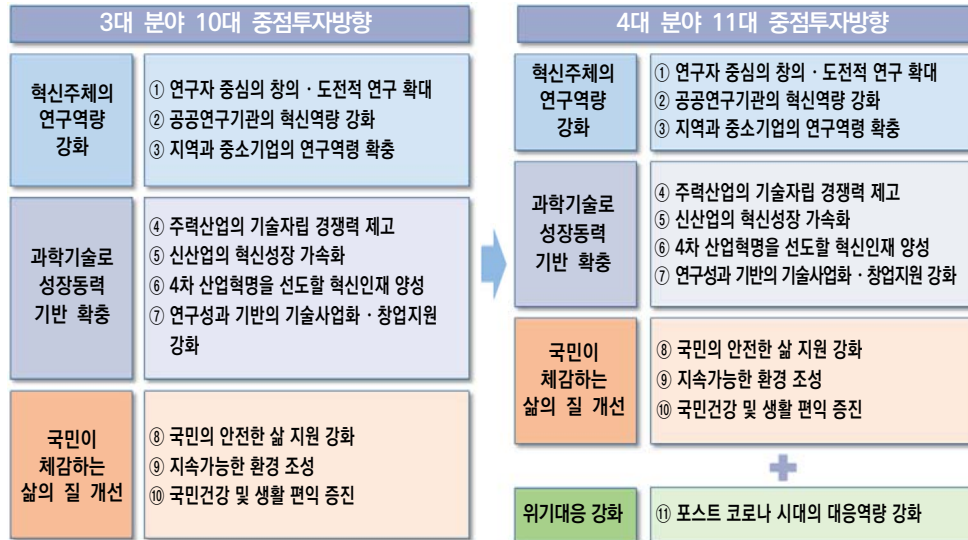 3대 분야 10대 중점투자방향
혁신주체의
연구역량
강화
① 연구자 중심의 창의 · 도전적 연구 확대
② 공공연구기관의 혁신역량 강화
③ 지역과 중소기업의 연구역령 확충
과학기술로
성장동력
기반 확충
④ 주력산업의 기술자립 경쟁력 제고
⑤ 신산업의 혁신성장 가속화
⑥ 4차 산업혁명을 선도할 혁신인재 양성
⑦ 연구성과 기반의 기술사업화 · 창업지원
강화
국민이
체감하는
삶의 질 개선
⑧ 국민의 안전한 삶 지원 강화
⑨ 지속가능한 환경 조성
⑩ 국민건강 및 생활 편익 증진
4대 분야 11대 중점투자방향
혁신주체의
연구역량
강화
① 연구자 중심의 창의 · 도전적 연구 확대
② 공공연구기관의 혁신역량 강화
③ 지역과 중소기업의 연구역령 확충
과학기술로
성장동력
기반 확충
④ 주력산업의 기술자립 경쟁력 제고
⑤ 신산업의 혁신성장 가속화
⑥ 4차 산업혁명을 선도할 혁신인재 양성
⑦ 연구성과 기반의 기술사업화 · 창업지원 강화
국민이
체감하는
삶의 질 개선
⑧ 국민의 안전한 삶 지원 강화
⑨ 지속가능한 환경 조성
⑩ 국민건강 및 생활 편익 증진
위기대응 강화
⑪ 포스트 코로나 시대의 대응역량 강화